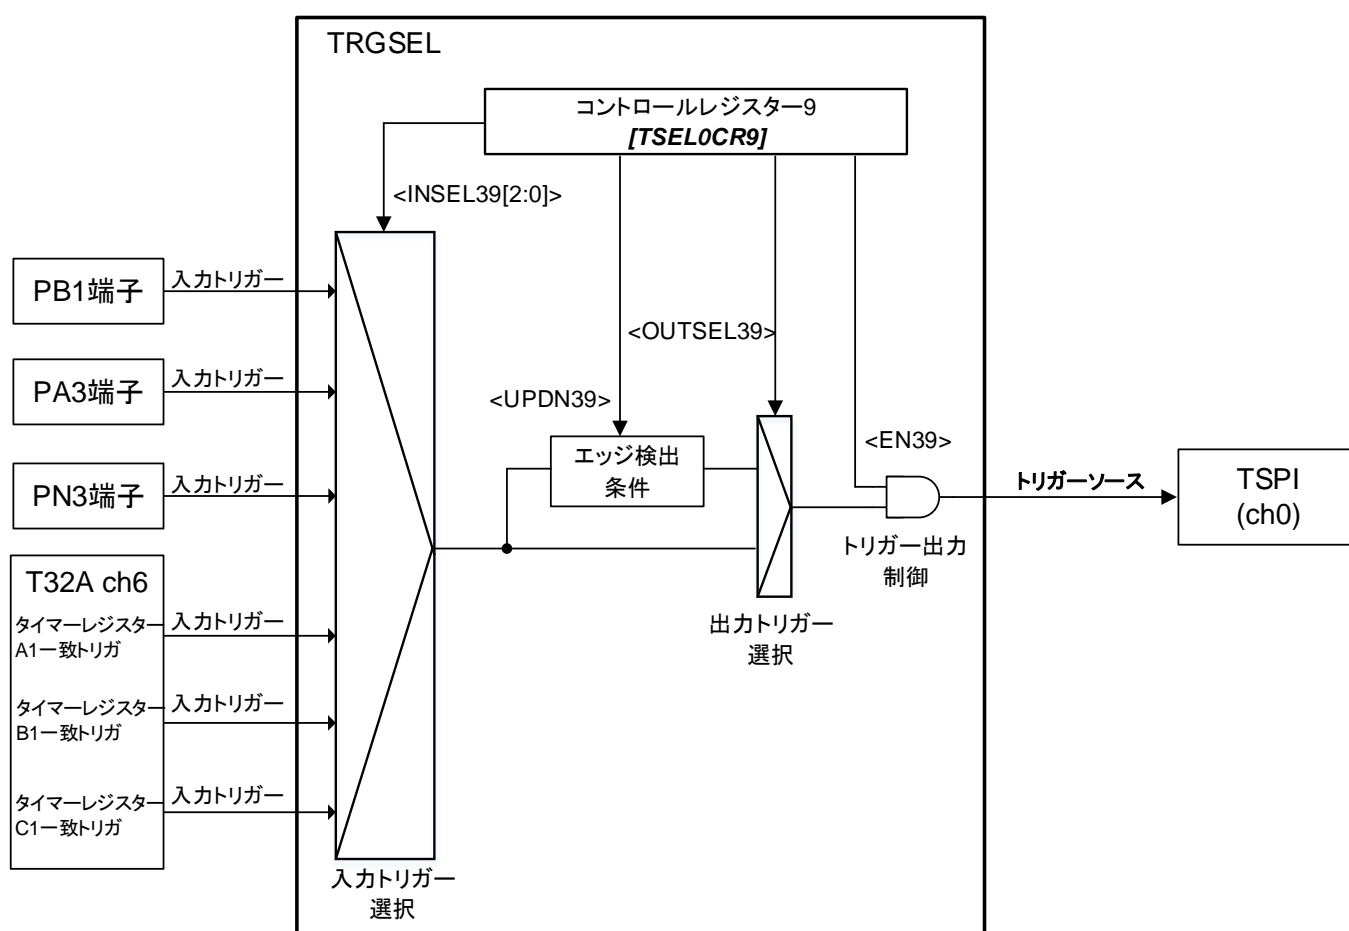 TRGSEL
コントロールレジスター9
[TSEL0CR9]
<INSEL39[2:0]>
<OUTSEL39>
<UPDN39>
<EN39>
PB1端子
入力トリガー
PA3端子
入力トリガー
PN3端子
入力トリガー
T32A ch6
タイマーレジスター
A1一致トリガ
入力トリガー
タイマーレジスター
B1一致トリガ
入力トリガー
タイマーレジスター
C1一致トリガ
入力トリガー
入力トリガー
選択
エッジ検出
条件
出力トリガー
選択
トリガー出力
制御
トリガーソース
TSPI
(ch0)